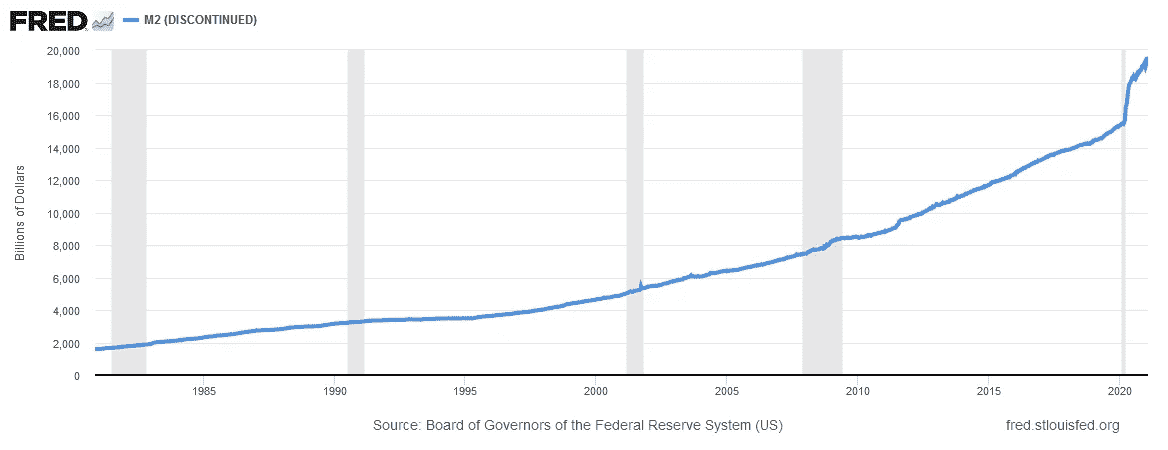 FRED M2 (DISCONTINUED)
20,000
18,000
16,000
14,000
12,000
10,000
8,000
6,000
4,000
2,000
0
Billions of Dollars
1985 1990 1995 2000 2005 2010 2015 2020
Source: Board of Governors of the Federal Reserve System (US) fred.stlouisfed.org